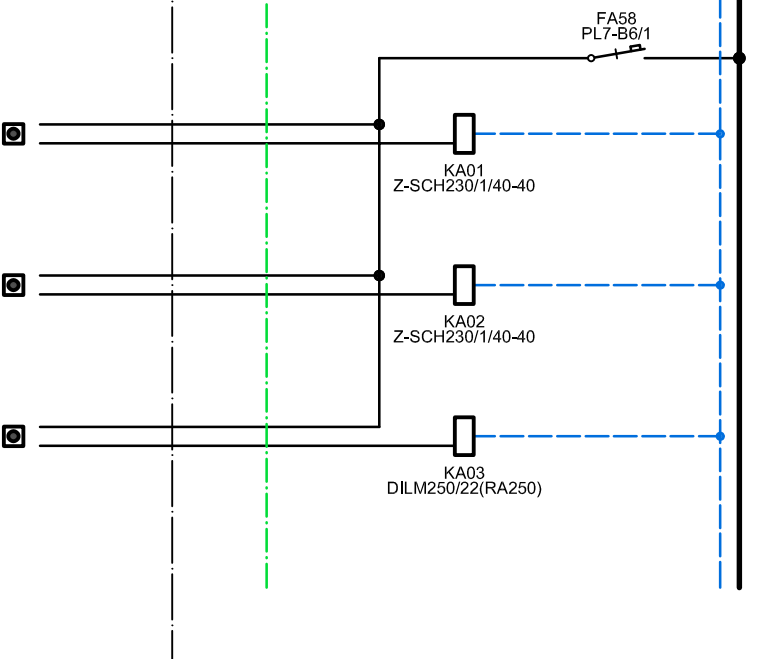 FA58
PL7-B6/1
KA01
Z-SCH230/1/40-40
KA02
Z-SCH230/1/40-40
KA03
DILM250/22(RA250)